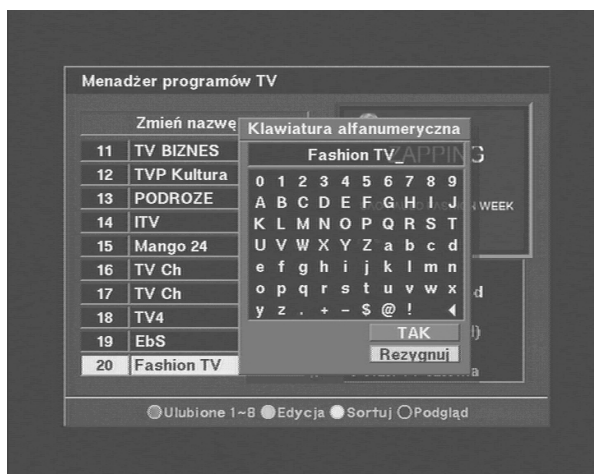 Menadżer programów TV
Zmień nazwę
11 TV BIZNES
12 TVP Kultura
13 PODROZE
14 ITV
15 Mango 24
16 TV Ch
17 TV Ch
18 TV4
19 EbS
20 Fashion TV
Klawiatura alfanumeryczna
Fashion TV_
ZAPPING
0 1 2 3 4 5 6 7 8 9
A B C D E F G H I J
K L M N O P Q R S T
U V W X Y Z a b c d
e f g h i j k l m n
o p q r s t u v w x
y z . + - $ @ !
WEEK
TAK
Rezygnuj
Ulubione 1~8 Edycja Sortuj Podgląd